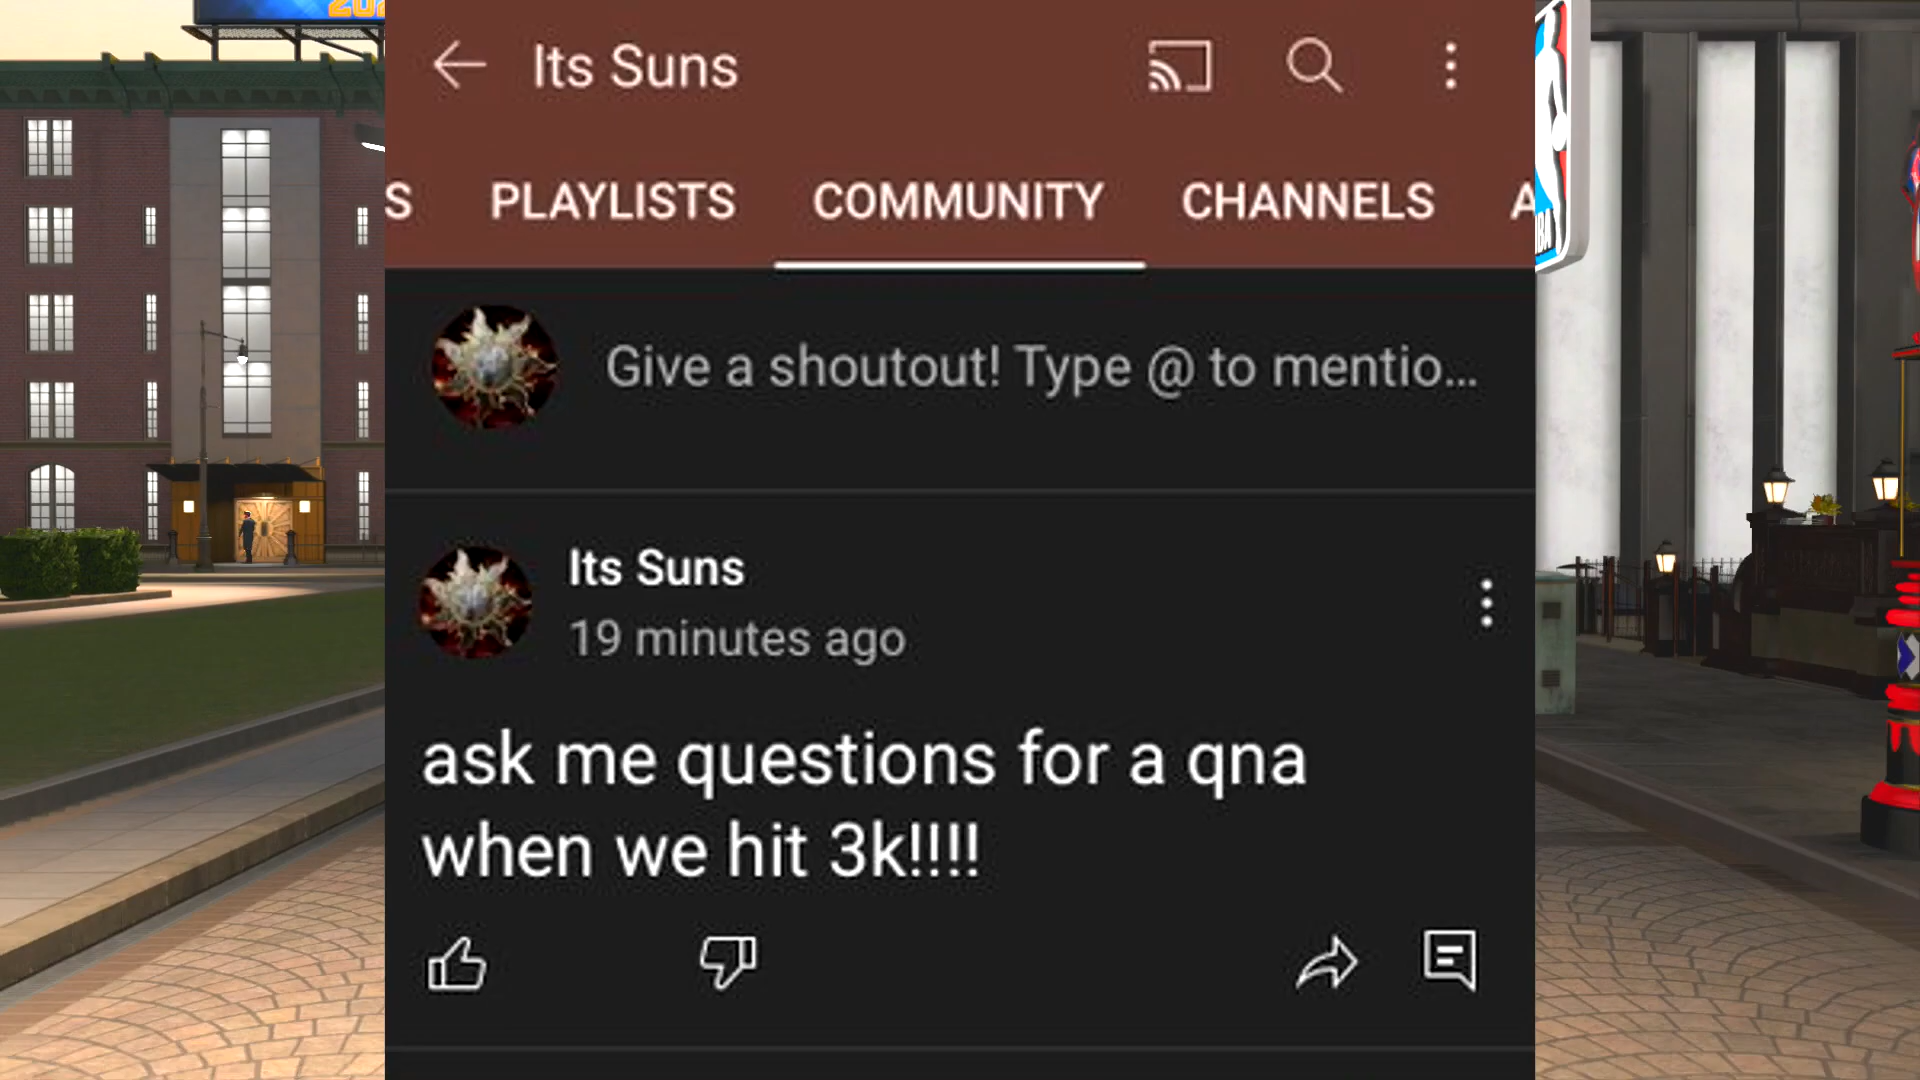 202
Its Suns
S PLAYLISTS COMMUNITY CHANNELS A
Give a shoutout! Type @ to mentio...
Its Suns
19 minutes ago
ask me questions for a qna
when we hit 3k!!!!